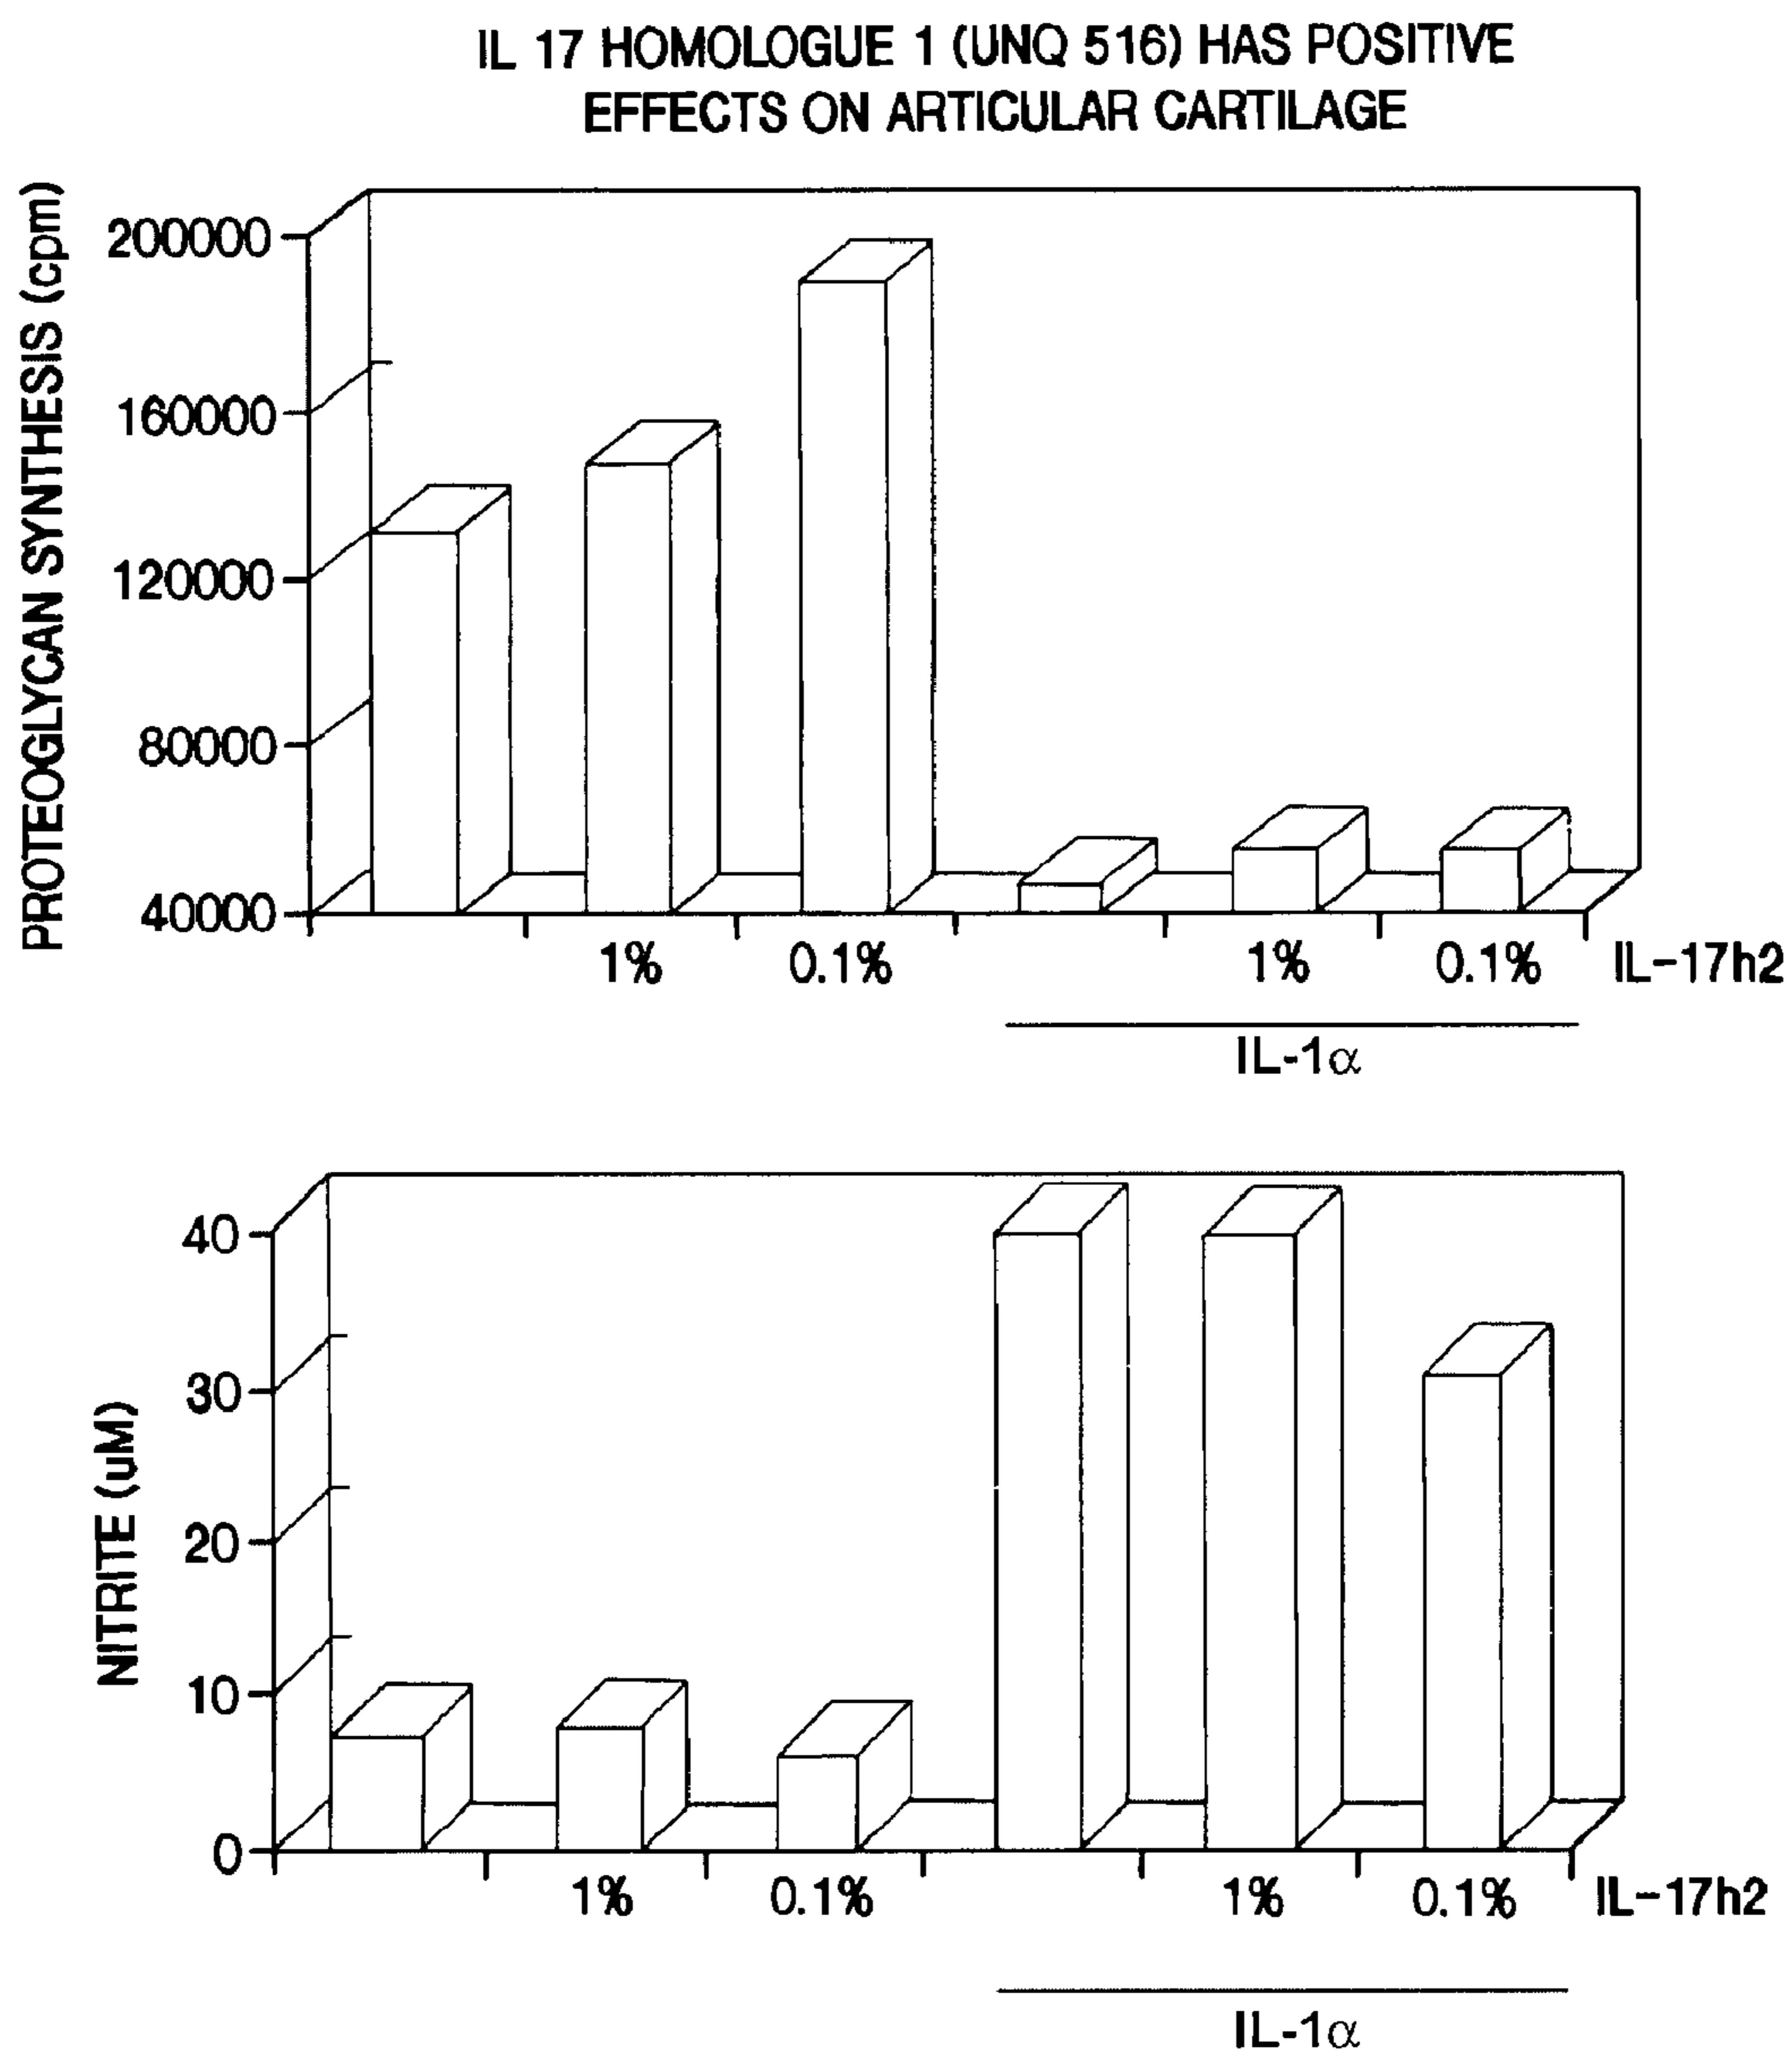 IL 17 HOMOLOGUE 1 (UNQ 516) HAS POSITIVE
EFFECTS ON ARTICULAR CARTILAGE
PROTEOGLYCAN SYNTHESIS (cpm)
200000
160000
120000
80000
40000
1% 0.1% 1% 0.1% IL-17h2
IL-1α
NITRITE (uM)
40
30
20
10
0
1% 0.1% 1% 0.1% IL-17h2
IL-1α